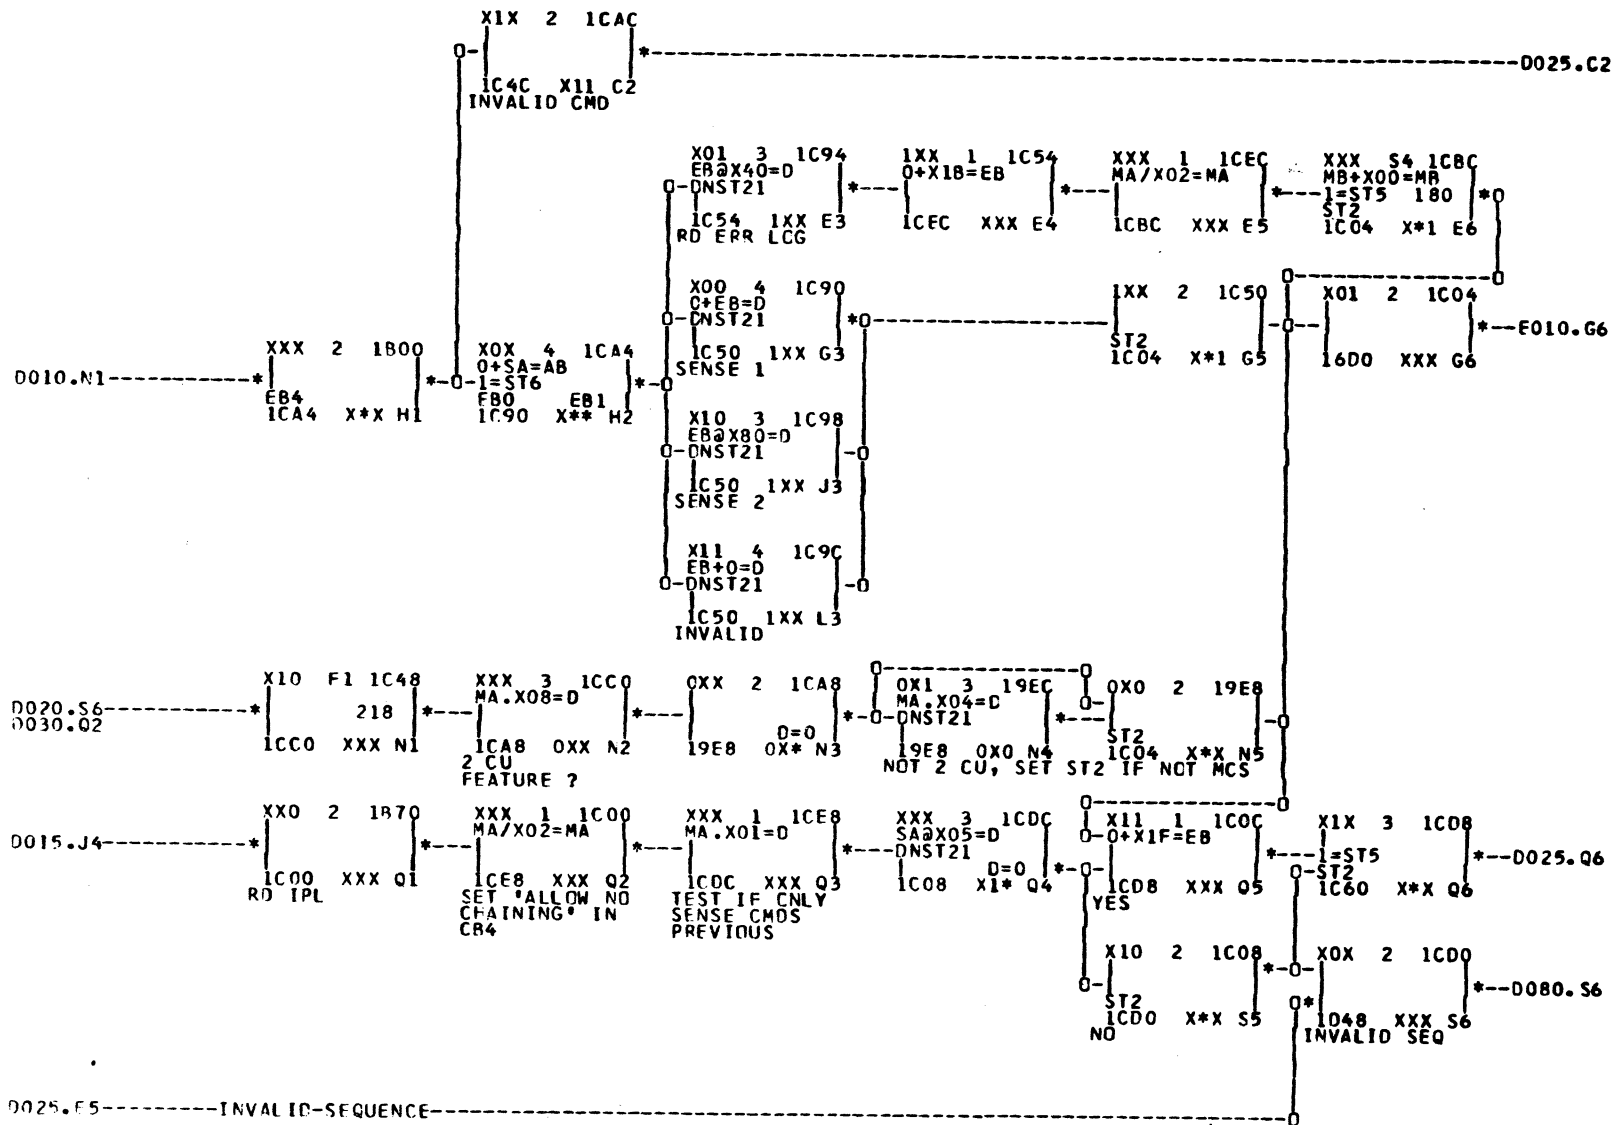 X1X 2 1CAC
*---D025.C2
1C4C X11 C2
INVALID CMD
X01 3 1C94
EB@X40=D
DNST21
1C54 1XX E3
RD ERR LCG
1XX 1 1C54
0+X1B=EB
1CEC XXX E4
XXX 1 1CEC
MA/X02=MA
1CBC XXX E5
XXX S4 1CBC
MB+X00=MB
1=ST5 180
ST2
1C04 X*1 E6
X00 4 1C90
C+EB=D
DNST21
1C50 1XX G3
SENSE 1
1XX 2 1C50
ST2
1C04 X*1 G5
X01 2 1C04
*--E010.G6
16D0 XXX G6
D010.N1
XXX 2 1B00
EB4
1CA4 X*X H1
X0X 4 1CA4
0+SA=AB
1=ST6
EB0 EB1
1C90 X** H2
X10 3 1C98
EB@X80=D
DNST21
1C50 1XX J3
SENSE 2
X11 4 1C9C
EB+0=D
DNST21
1C50 1XX L3
INVALID
D020.S6
D030.Q2
X10 F1 1C48
218
1CC0 XXX N1
XXX 3 1CC0
MA.X08=D
1CA8 0XX N2
2 CU
FEATURE ?
0XX 2 1CA8
D=0
19E8 0X* N3
0X1 3 19EC
MA.X04=D
DNST21
19E8 0X0 N4
NOT 2 CU, SET ST2 IF NOT MCS
0X0 2 19E8
ST2
1C04 X*X N5
D015.J4
XX0 2 1B70
1C00 XXX Q1
RD IPL
XXX 1 1C00
MA/X02=MA
1CE8 XXX Q2
SET 'ALLOW NO
CHAINING' IN
CB4
XXX 1 1CE8
MA.X01=D
1CDC XXX Q3
TEST IF CNLY
SENSE CMDS
PREVIOUS
XXX 3 1CDC
SA@X05=D
DNST21
D=0
1C08 X1* Q4
X11 1 1C0C
0+X1F=EB
1CD8 XXX Q5
YES
X1X 3 1CD8
1=ST5
ST2
1C60 X*X Q6
*--D025.Q6
X10 2 1C08
ST2
1CD0 X*X S5
NO
X0X 2 1CD0
*--D080.S6
1D48 XXX S6
INVALID SEQ
D025.E5---------INVALID-SEQUENCE